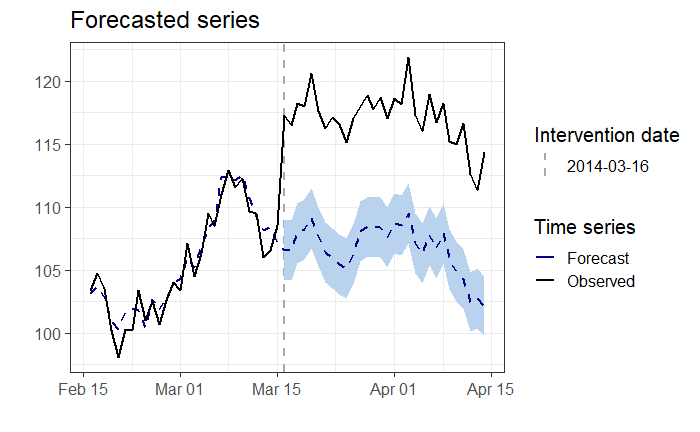 Forecasted series
120
115
110
105
100
Feb 15
Mar 01
Mar 15
Apr 01
Apr 15
Intervention date
2014-03-16
Time series
Forecast
Observed